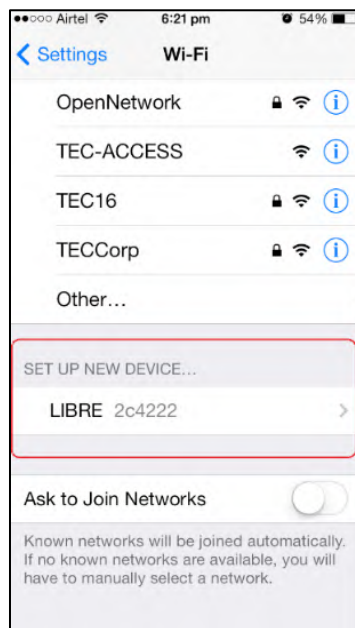 Airtel 6:21 pm 54%
Settings Wi-Fi
OpenNetwork
TEC-ACCESS
TEC16
TECCorp
Other...
SET UP NEW DEVICE...
LIBRE 2c4222
Ask to Join Networks
Known networks will be joined automatically.
If no known networks are available, you will
have to manually select a network.